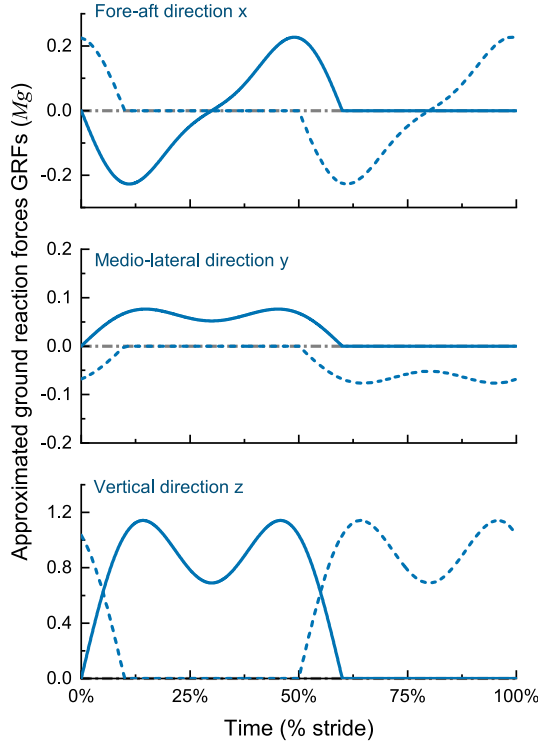 Approximated ground reaction forces GRFs (Mg)
Fore-aft direction x
0.2
0.0
-0.2
Medio-lateral direction y
0.2
0.1
0.0
-0.1
-0.2
Vertical direction z
1.2
0.8
0.4
0.0
0% 25% 50% 75% 100%
Time (% stride)